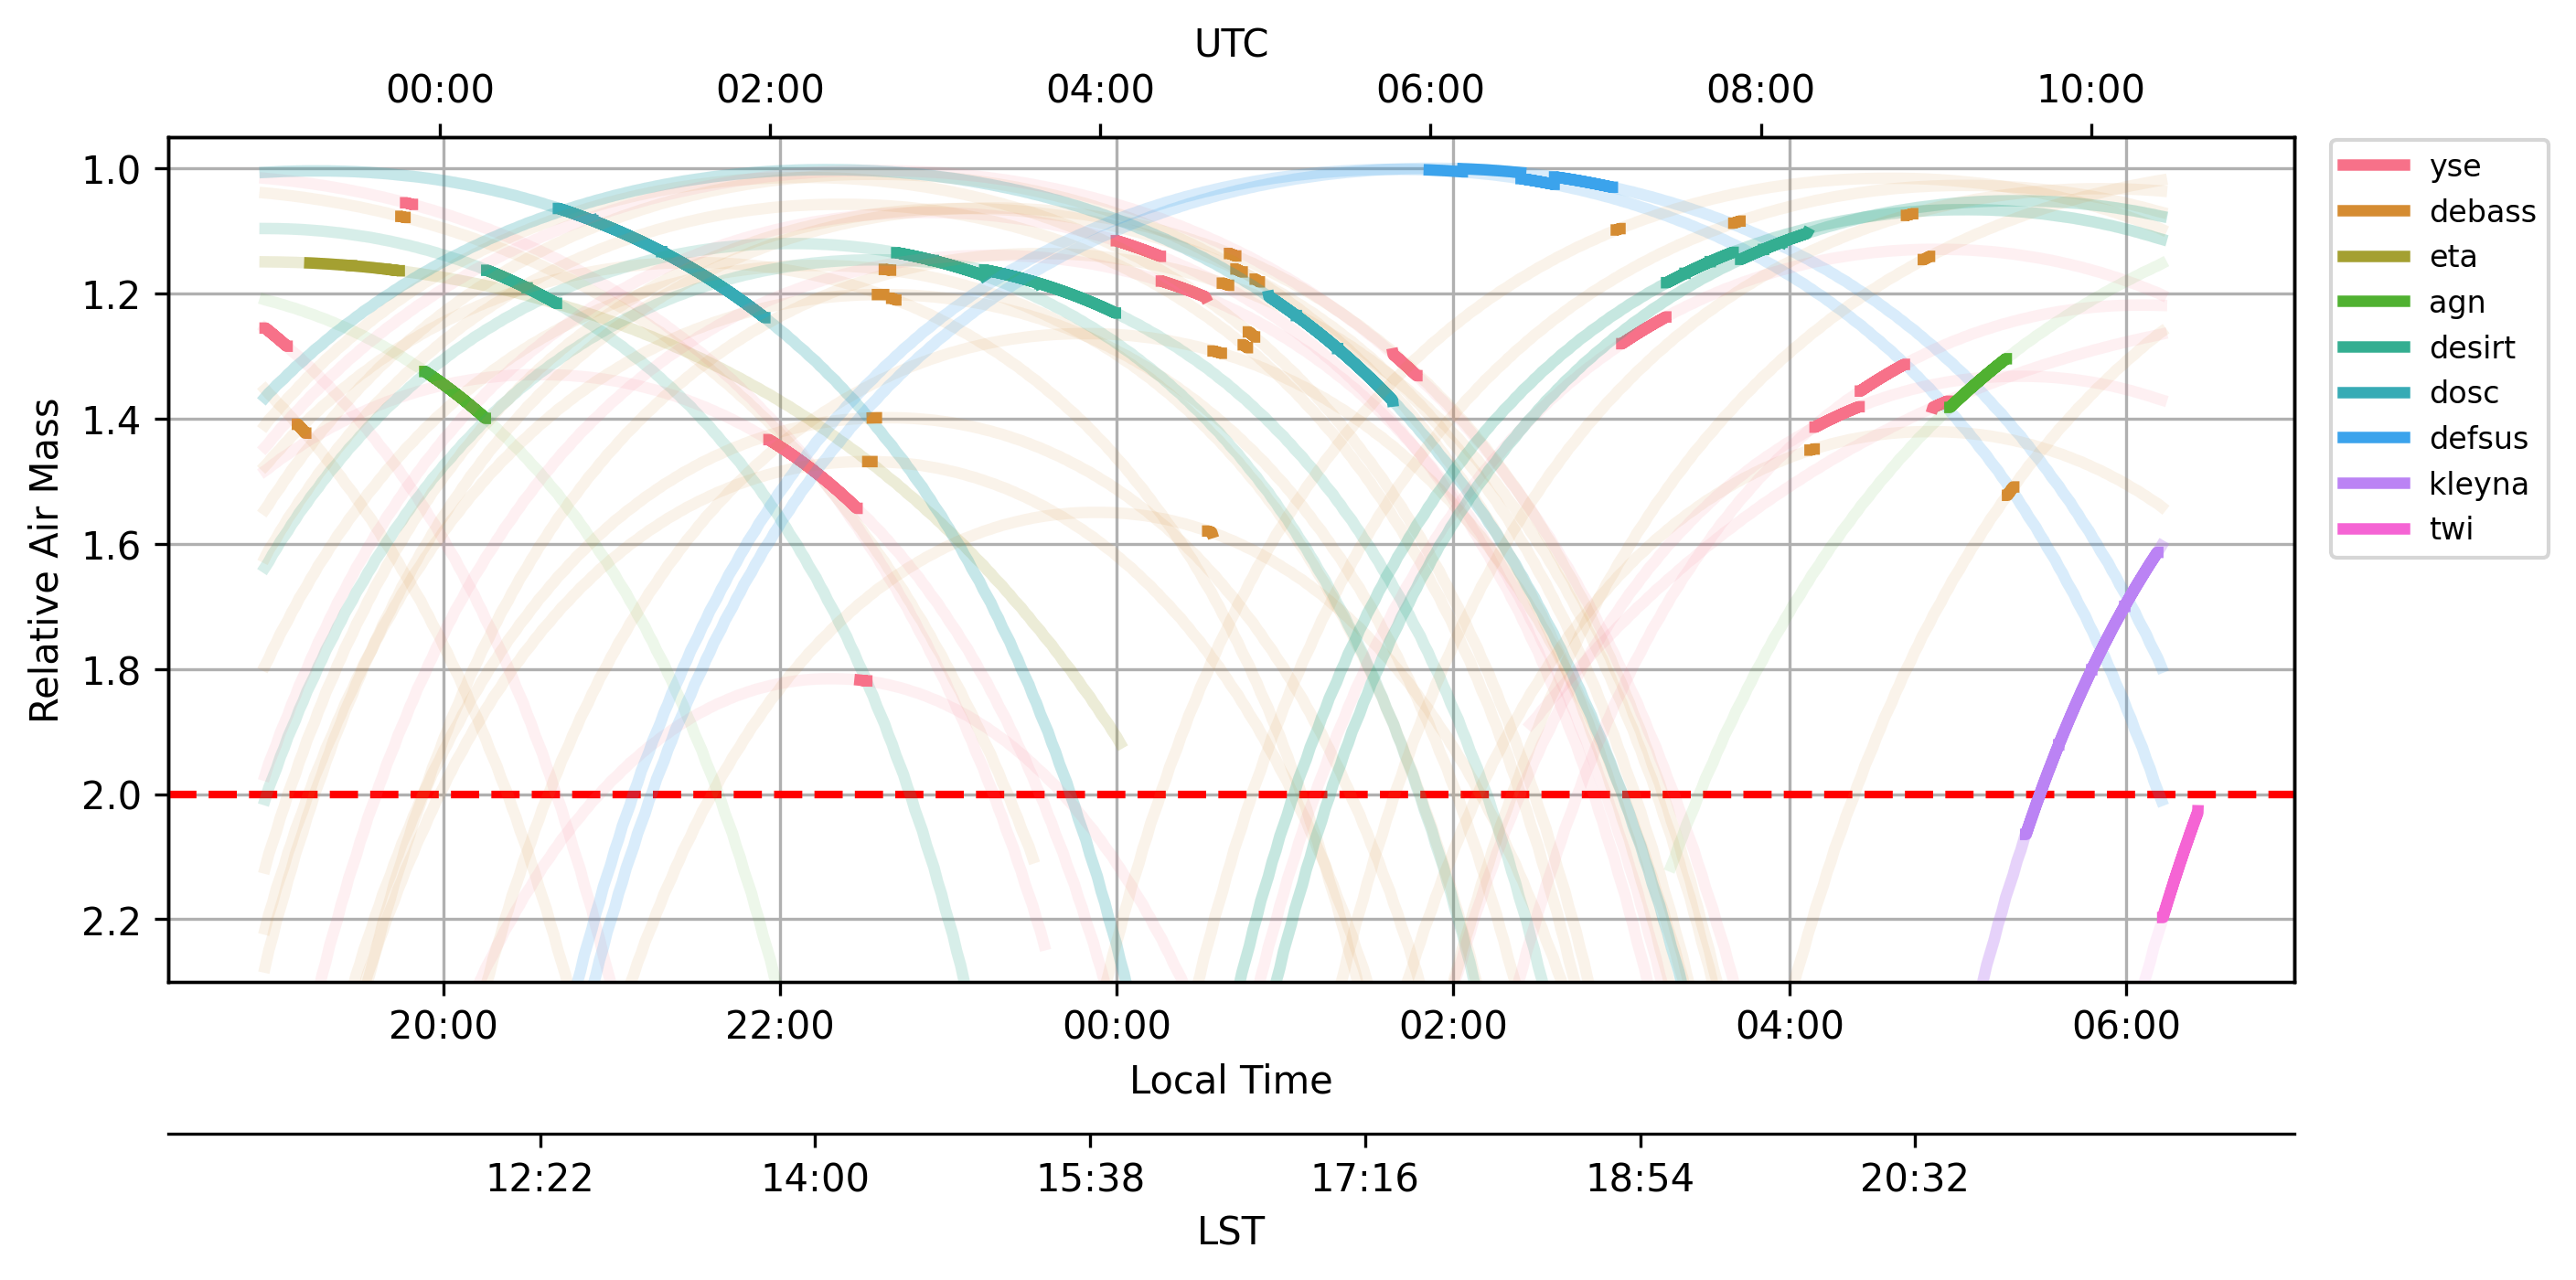 UTC
00:00 02:00 04:00 06:00 08:00 10:00
Relative Air Mass
1.0
1.2
1.4
1.6
1.8
2.0
2.2
yse
debass
eta
agn
desirt
dosc
defsus
kleyna
twi
20:00 22:00 00:00 02:00 04:00 06:00
Local Time
12:22 14:00 15:38 17:16 18:54 20:32
LST